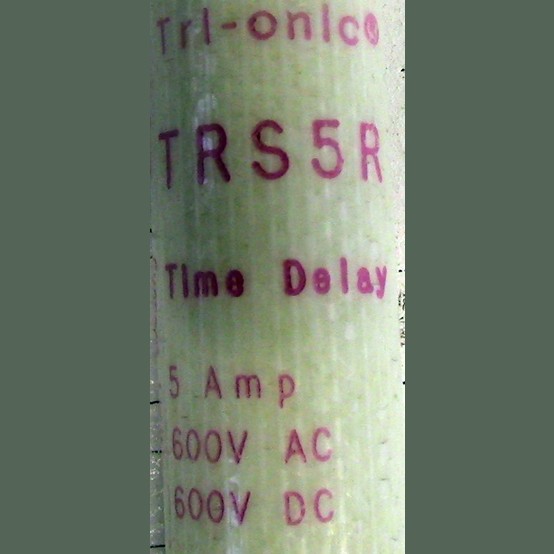 Tri-onic®
TRS5R
Time Delay
5 Amp
600V AC
600V DC